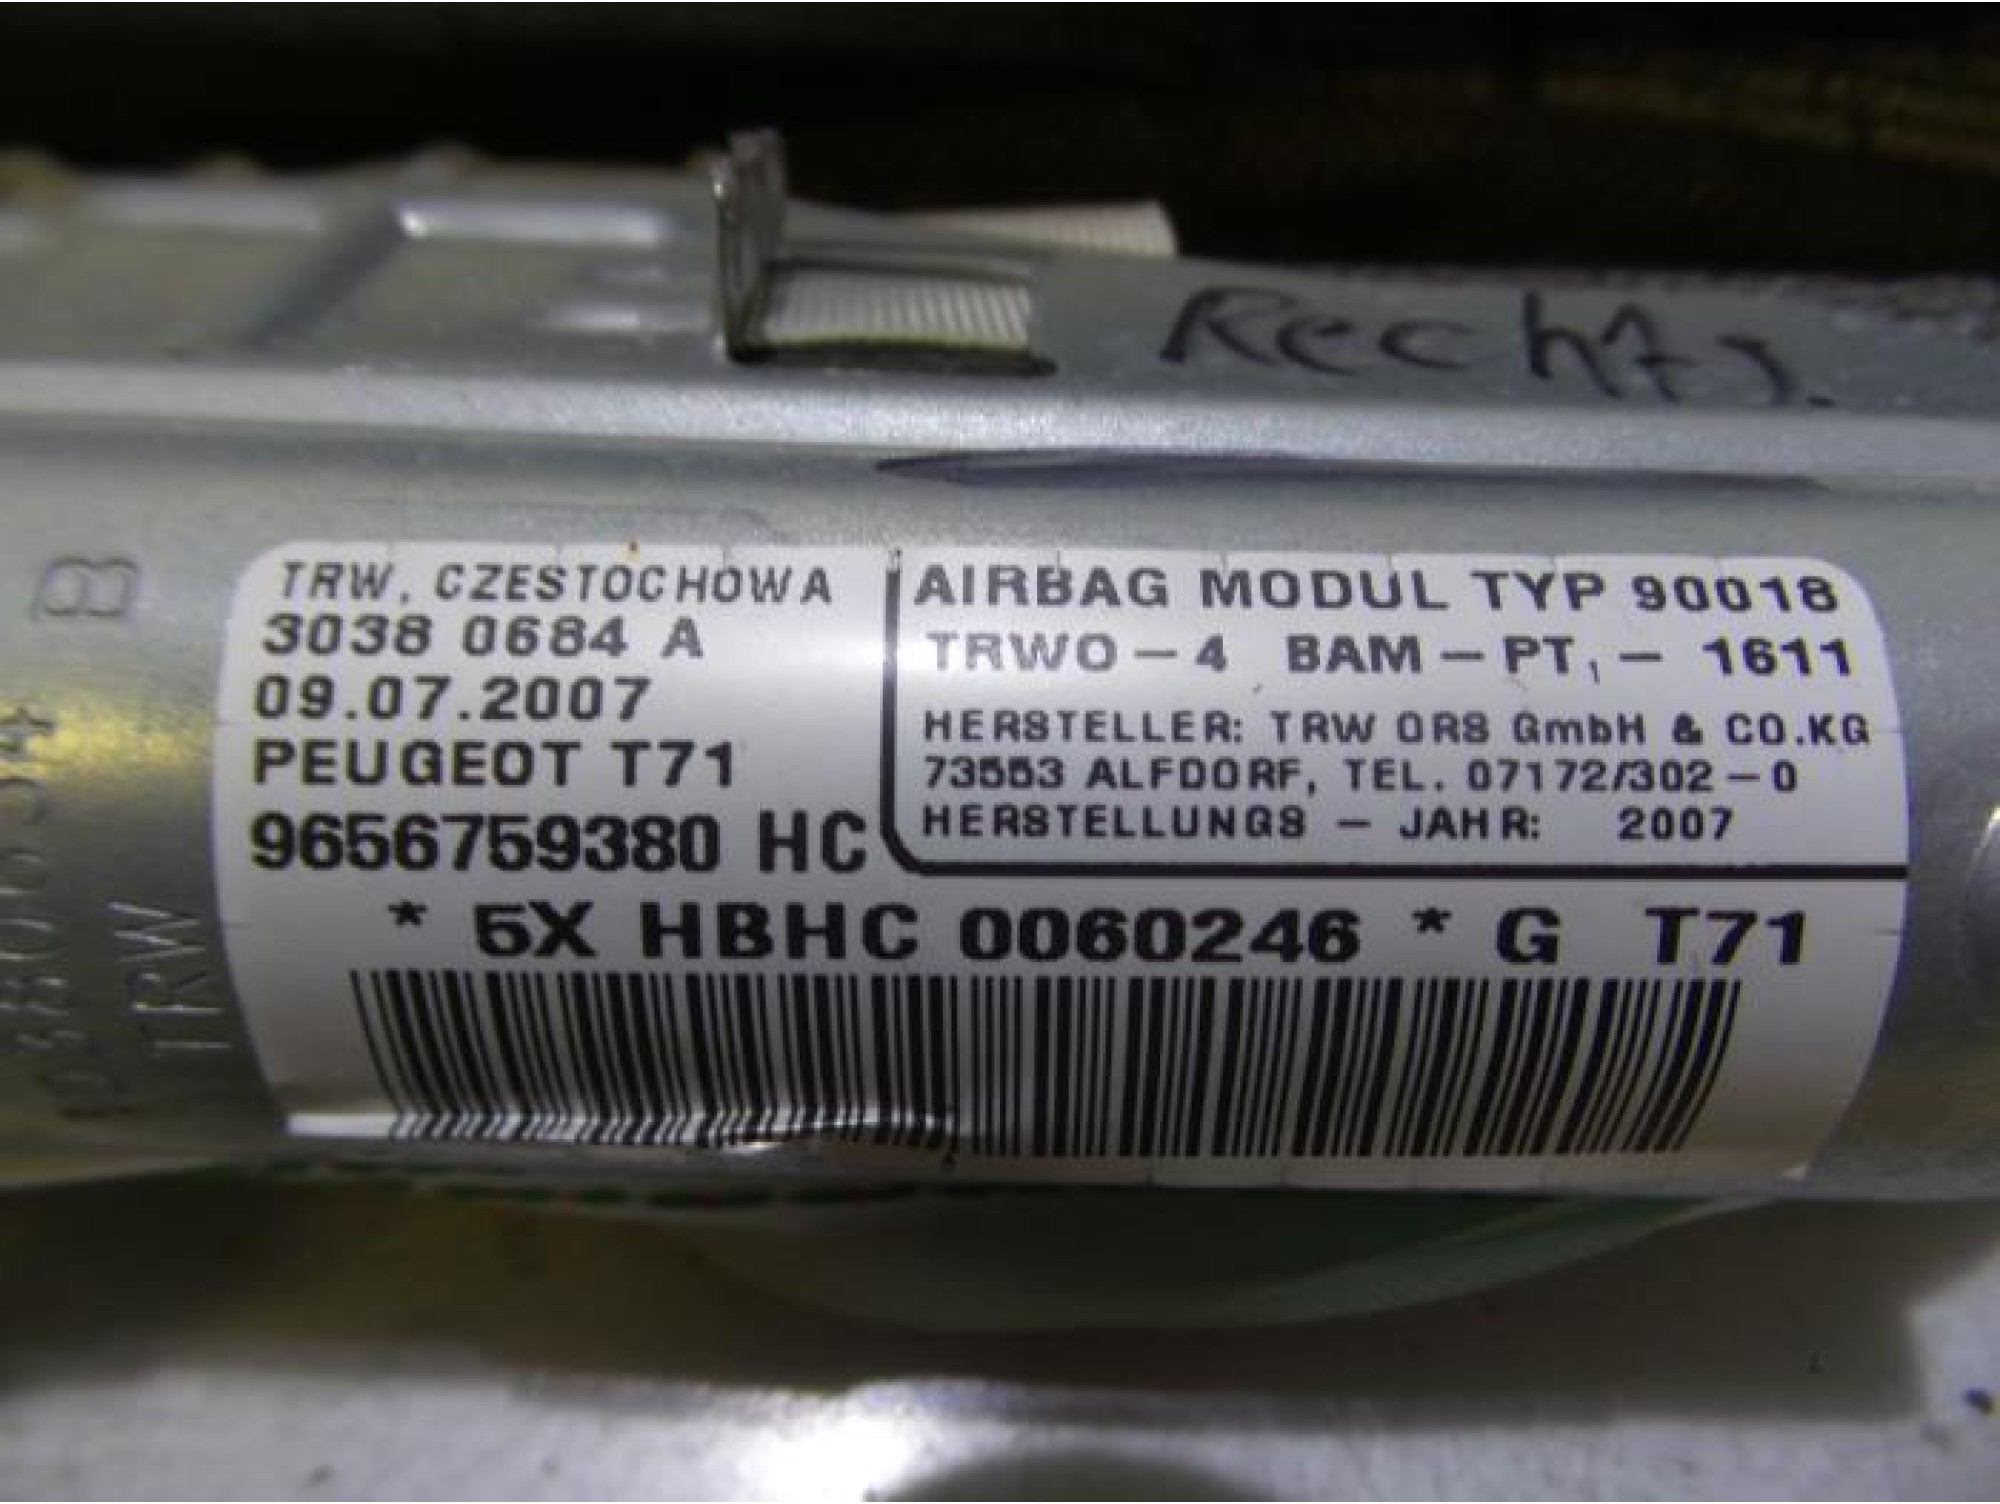 Rechts.
B
TRW, CZESTOCHOWA
3038 0684 A
09.07.2007
PEUGEOT T71
9656759380 HC
AIRBAG MODUL TYP 90018
TRWO - 4 BAM - PT, - 1611
HERSTELLER: TRW ORS GmbH & CO.KG
73553 ALFDORF, TEL. 07172/302 - 0
HERSTELLUNGS - JAHR: 2007
* 5X HBHC 0060246 * G T71
TRW